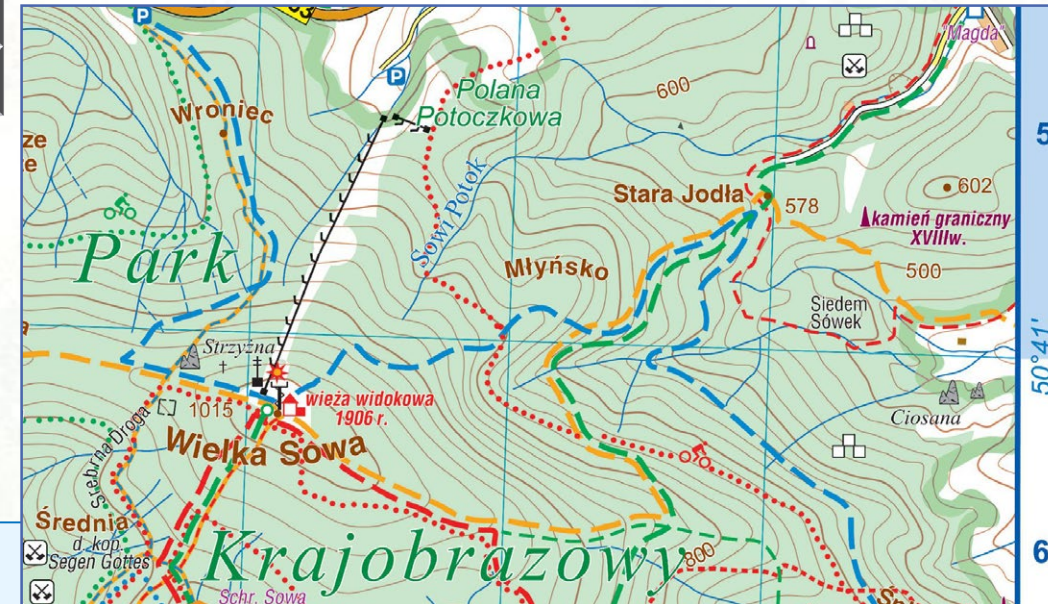 P
P
"Magda"
Wroniec
Polana
Potoczkowa
600
5
Sowi Potok
Stara Jodła
578
602
kamień graniczny
XVIIIw.
Park
Młyńsko
500
Siedem
Sówek
50°41'
Strzyżna
1015
wieża widokowa
1906 r.
Ciosana
Wielka Sowa
Srebrna Droga
Średnia
d. kop.
"Segen Gottes"
Krajobrazowy
800
6
Schr. Sowa